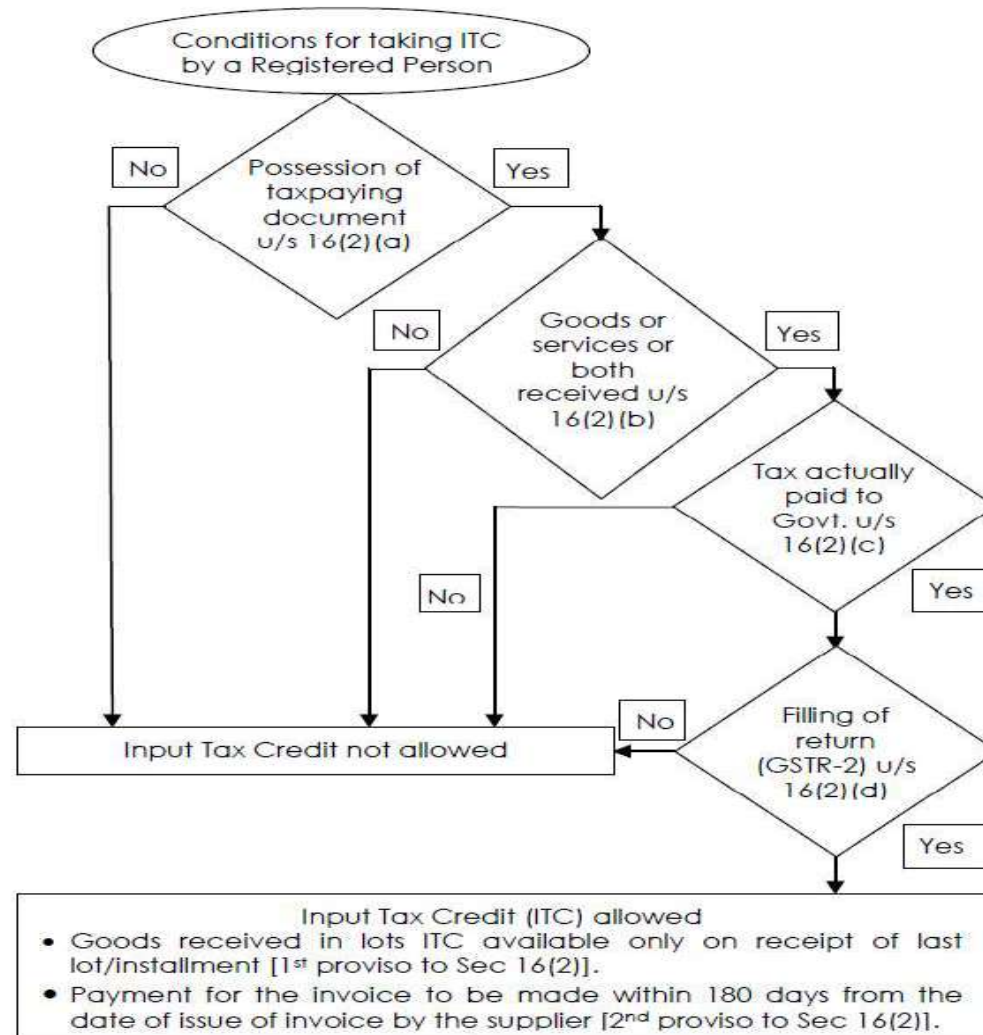 Conditions for taking ITC
by a Registered Person
No
Possession of
taxpaying
document
u/s 16(2)(a)
Yes
No
Goods or
services or
both
received u/s
16(2)(b)
Yes
Tax actually
paid to
Govt. u/s
16(2)(c)
No
Yes
Input Tax Credit not allowed
No
Filling of
return
(GSTR-2) u/s
16(2)(d)
Yes
Input Tax Credit (ITC) allowed
• Goods received in lots ITC available only on receipt of last
lot/installment [1st proviso to Sec 16(2)].
• Payment for the invoice to be made within 180 days from the
date of issue of invoice by the supplier [2nd proviso to Sec 16(2)].